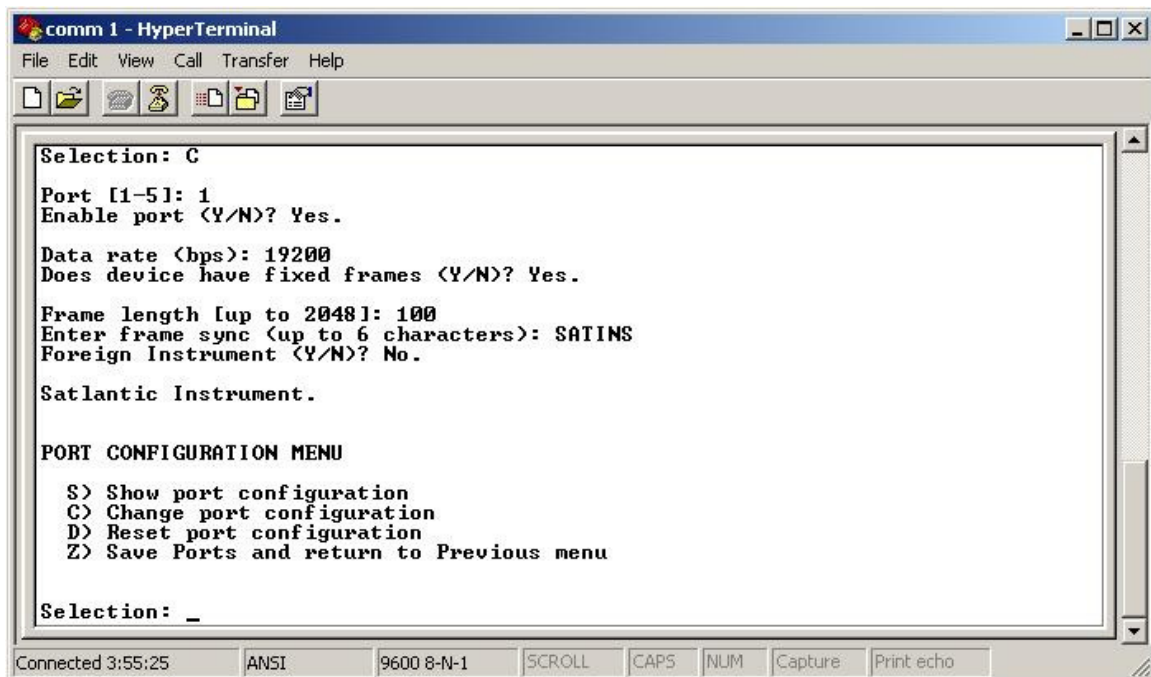 comm 1 - HyperTerminal
File Edit View Call Transfer Help
Selection: C
Port [1-5]: 1
Enable port (Y/N)? Yes.
Data rate (bps): 19200
Does device have fixed frames (Y/N)? Yes.
Frame length [up to 2048]: 100
Enter frame sync (up to 6 characters): SATINS
Foreign Instrument (Y/N)? No.
Satlantic Instrument.
PORT CONFIGURATION MENU
S) Show port configuration
C) Change port configuration
D) Reset port configuration
Z) Save Ports and return to Previous menu
Selection: _
Connected 3:55:25 ANSI 9600 8-N-1 SCROLL CAPS NUM Capture Print echo